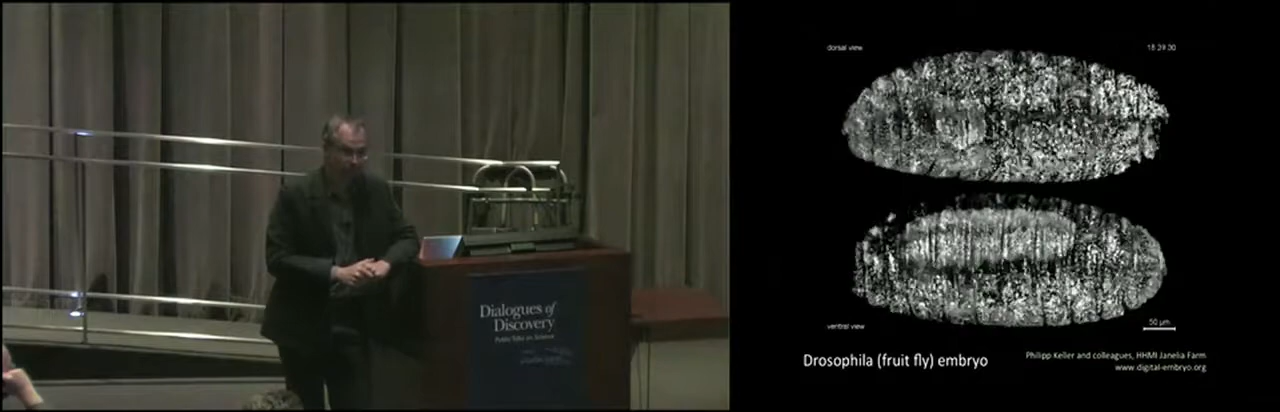 Dialogues of
Discovery
Public Talks on Science
dorsal view
18:29:30
ventral view
50 µm
Drosophila (fruit fly) embryo
Philipp Keller and colleagues, HHMI Janelia Farm
www.digital-embryo.org